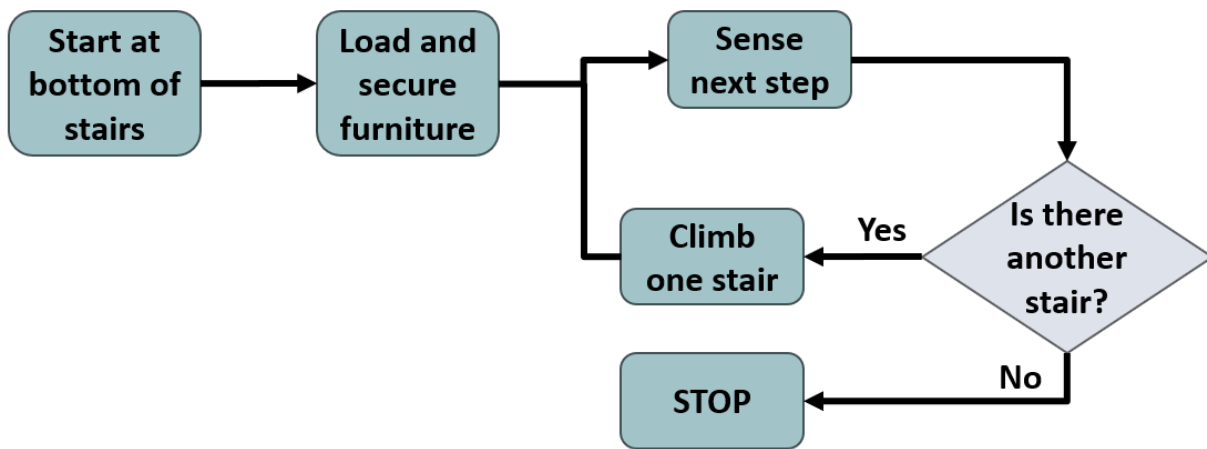 Start at
bottom of
stairs
Load and
secure
furniture
Sense
next step
Is there
another
stair?
Yes
Climb
one stair
No
STOP